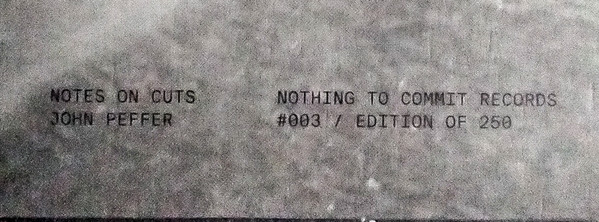 NOTES ON CUTS
JOHN PEFFER
NOTHING TO COMMIT RECORDS
#003 / EDITION OF 250